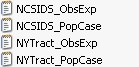 NCSIDS_ObsExp
NCSIDS_PopCase
NYTract_ObsExp
NYTract_PopCase